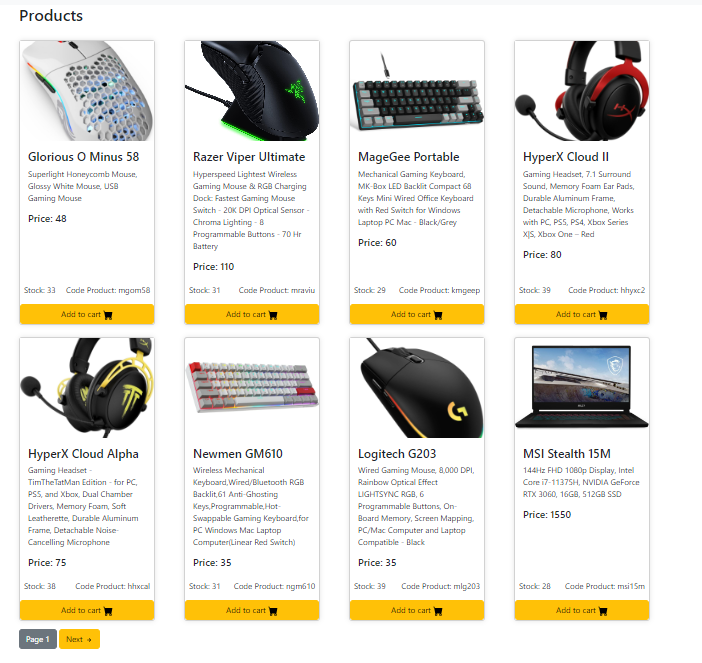 Products
Glorious O Minus 58
Superlight Honeycomb Mouse,
Glossy White Mouse, USB
Gaming Mouse
Price: 48
Stock: 33 Code Product: mgom58
Add to cart
Razer Viper Ultimate
Hyperspeed Lightest Wireless
Gaming Mouse & RGB Charging
Dock: Fastest Gaming Mouse
Switch - 20K DPI Optical Sensor -
Chroma Lighting - 8
Programmable Buttons - 70 Hr
Battery
Price: 110
Stock: 31 Code Product: mraviu
Add to cart
MageGee Portable
Mechanical Gaming Keyboard,
MK-Box LED Backlit Compact 68
Keys Mini Wired Office Keyboard
with Red Switch for Windows
Laptop PC Mac - Black/Grey
Price: 60
Stock: 29 Code Product: kmgeep
Add to cart
HyperX Cloud II
Gaming Headset, 7.1 Surround
Sound, Memory Foam Ear Pads,
Durable Aluminum Frame,
Detachable Microphone, Works
with PC, PS5, PS4, Xbox Series
X|S, Xbox One – Red
Price: 80
Stock: 39 Code Product: hhyxc2
Add to cart
HyperX Cloud Alpha
Gaming Headset -
TimTheTatMan Edition - for PC,
PS5, and Xbox, Dual Chamber
Drivers, Memory Foam, Soft
Leatherette, Durable Aluminum
Frame, Detachable Noise-
Cancelling Microphone
Price: 75
Stock: 38 Code Product: hhxcal
Add to cart
Newmen GM610
Wireless Mechanical
Keyboard,Wired/Bluetooth RGB
Backlit,61 Anti-Ghosting
Keys,Programmable,Hot-
Swappable Gaming Keyboard,for
PC Windows Mac Laptop
Computer(Linear Red Switch)
Price: 35
Stock: 31 Code Product: ngm610
Add to cart
Logitech G203
Wired Gaming Mouse, 8,000 DPI,
Rainbow Optical Effect
LIGHTSYNC RGB, 6
Programmable Buttons, On-
Board Memory, Screen Mapping,
PC/Mac Computer and Laptop
Compatible - Black
Price: 35
Stock: 39 Code Product: mlg203
Add to cart
MSI Stealth 15M
144Hz FHD 1080p Display, Intel
Core i7-11375H, NVIDIA GeForce
RTX 3060, 16GB, 512GB SSD
Price: 1550
Stock: 28 Code Product: msi15m
Add to cart
Page 1 Next →